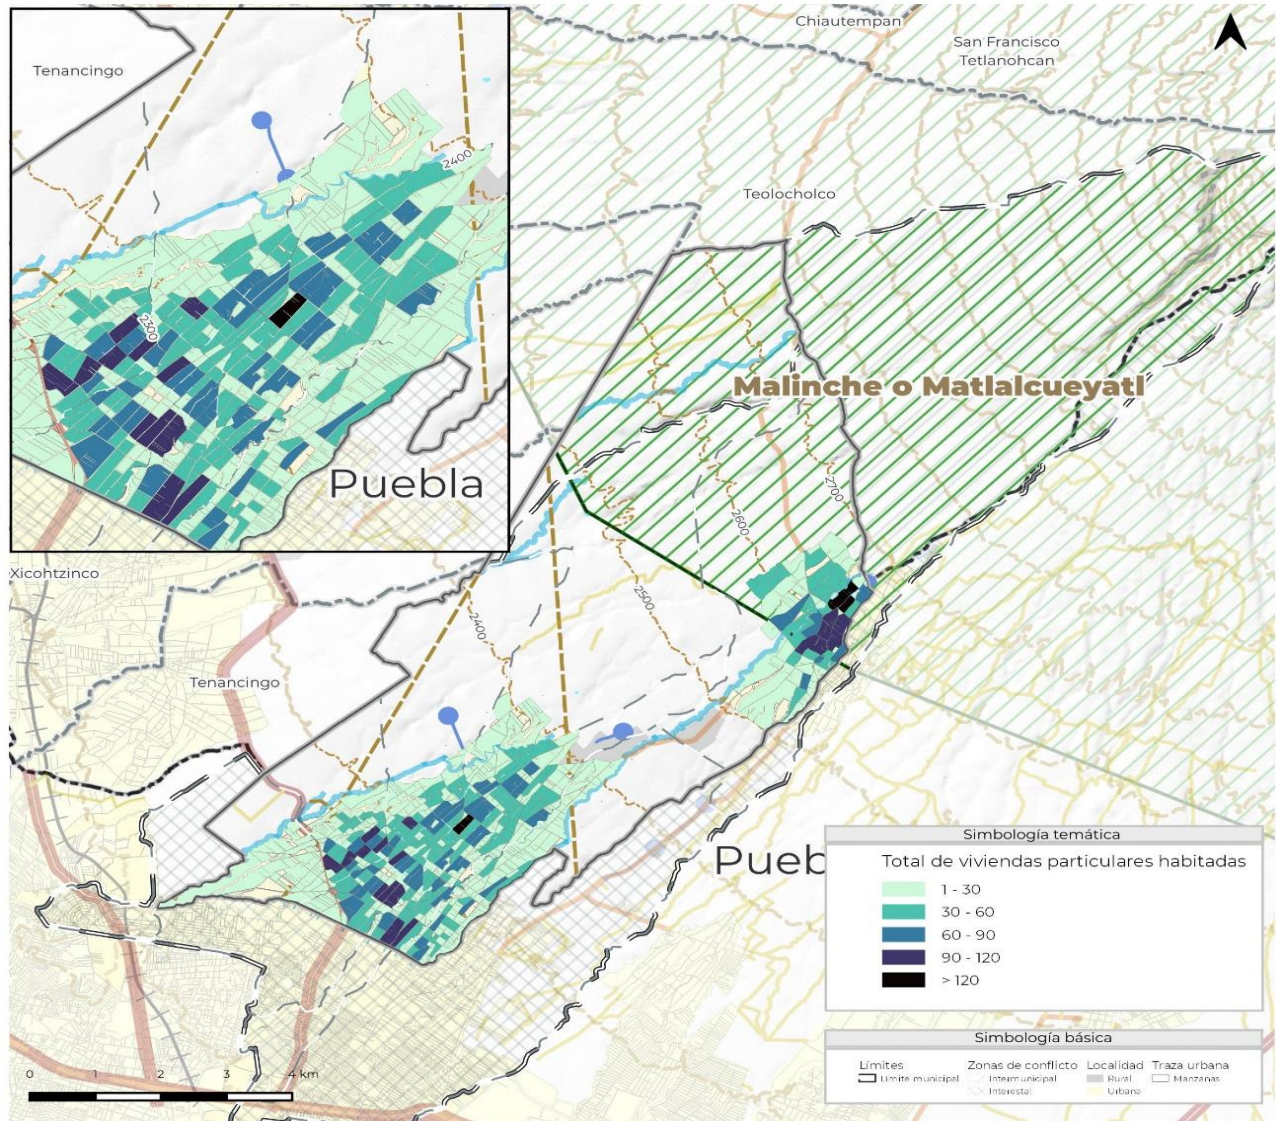 Chiautempan
San Francisco
Tetlanohcan
Tenancingo
2400
Teolocholco
2300
Malinche o Matlalcueyatl
Puebla
2700
2600
Xicohtzinco
2500
2400
Tenancingo
Pueb
Simbología temática
Total de viviendas particulares habitadas
1 - 30
30 - 60
60 - 90
90 - 120
> 120
Simbología básica
Límites
Límite municipal
Zonas de conflicto
Intermunicipal
Interestal
Localidad
Rural
Urbana
Traza urbana
Manzanas
0 1 2 3 4 km